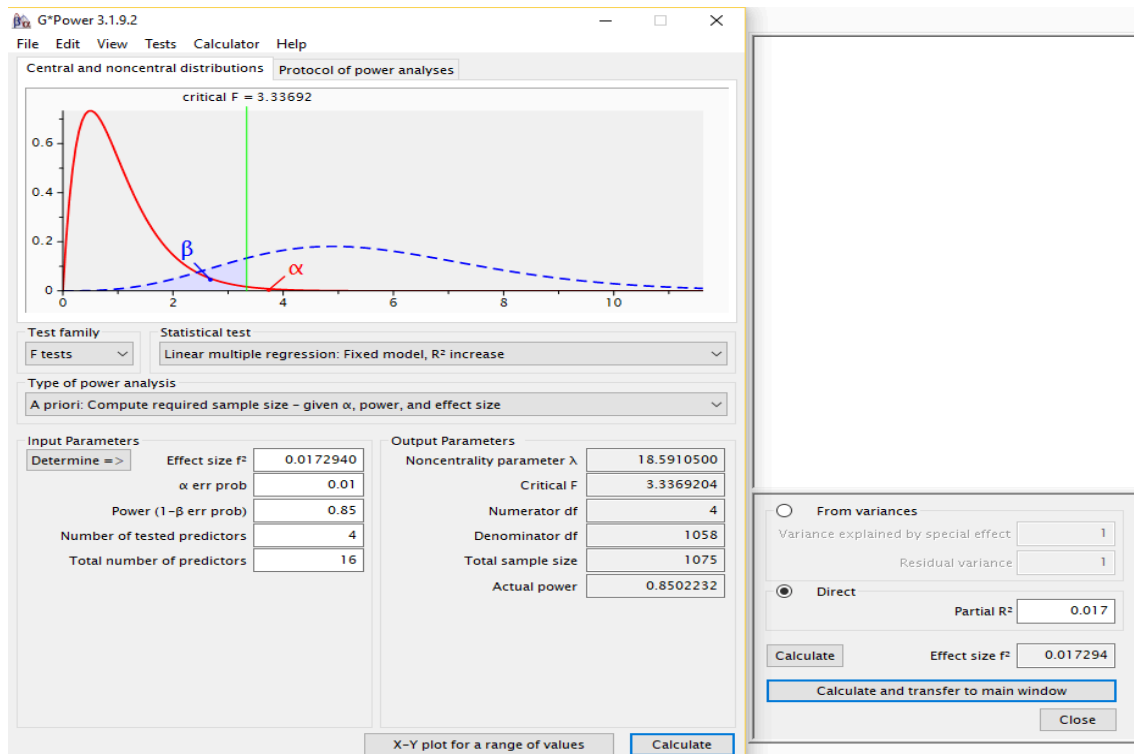 G*Power 3.1.9.2
File Edit View Tests Calculator Help
Central and noncentral distributions Protocol of power analyses
critical F = 3.33692
0.6
0.4
0.2
0
β
α
0 2 4 6 8 10
Test family
F tests
Statistical test
Linear multiple regression: Fixed model, R² increase
Type of power analysis
A priori: Compute required sample size - given α, power, and effect size
Input Parameters
Determine =>
Effect size f² 0.0172940
α err prob 0.01
Power (1-β err prob) 0.85
Number of tested predictors 4
Total number of predictors 16
Output Parameters
Noncentrality parameter λ 18.5910500
Critical F 3.3369204
Numerator df 4
Denominator df 1058
Total sample size 1075
Actual power 0.8502232
X-Y plot for a range of values Calculate
From variances
Variance explained by special effect 1
Residual variance 1
Direct
Partial R² 0.017
Calculate Effect size f² 0.017294
Calculate and transfer to main window
Close